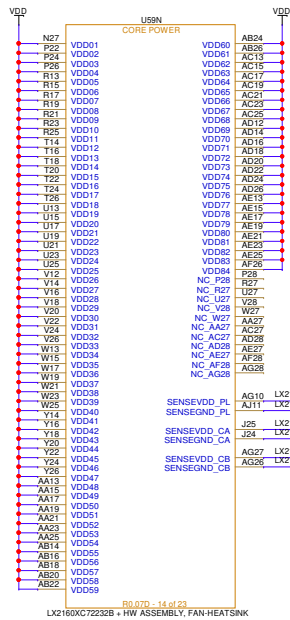 VDD U59N VDD
CORE POWER
N27 VDD01 VDD60 AB24
P22 VDD02 VDD61 AB26
P24 VDD03 VDD62 AC13
P26 VDD04 VDD63 AC15
R13 VDD05 VDD64 AC17
R15 VDD06 VDD65 AC19
R17 VDD07 VDD66 AC21
R19 VDD08 VDD67 AC23
R21 VDD09 VDD68 AC25
R23 VDD10 VDD69 AD12
R25 VDD11 VDD70 AD14
T14 VDD12 VDD71 AD16
T16 VDD13 VDD72 AD18
T18 VDD14 VDD73 AD20
T20 VDD15 VDD74 AD22
T22 VDD16 VDD75 AD24
T24 VDD17 VDD76 AD26
T26 VDD18 VDD77 AE13
U13 VDD19 VDD78 AE15
U15 VDD20 VDD79 AE17
U17 VDD21 VDD80 AE19
U19 VDD22 VDD81 AE21
U21 VDD23 VDD82 AE23
U23 VDD24 VDD83 AE25
U25 VDD25 VDD84 AF26
V12 VDD26 NC_P28 P28
V14 VDD27 NC_R27 R27
V16 VDD28 NC_U27 U27
V18 VDD29 NC_V28 V28
V20 VDD30 NC_W27 W27
V22 VDD31 NC_AA27 AA27
V24 VDD32 NC_AC27 AC27
V26 VDD33 NC_AD28 AD28
W13 VDD34 NC_AE27 AE27
W15 VDD35 NC_AF28 AF28
W17 VDD36 NC_AG28 AG28
W19 VDD37
W21 VDD38
W23 VDD39 SENSEVDD_PL AG10 LX2
W25 VDD40 SENSEGND_PL AJ11 LX2
Y14 VDD41
Y16 VDD42 SENSEVDD_CA J25 LX2
Y18 VDD43 SENSEGND_CA J24 LX2
Y20 VDD44
Y22 VDD45 SENSEVDD_CB AG27 LX2
Y24 VDD46 SENSEGND_CB AG26 LX2
Y26 VDD47
AA13 VDD48
AA15 VDD49
AA17 VDD50
AA19 VDD51
AA21 VDD52
AA23 VDD53
AA25 VDD54
AB14 VDD55
AB16 VDD56
AB18 VDD57
AB20 VDD58
AB22 VDD59
R0.07D - 14 of 23
LX2160XC72232B + HW ASSEMBLY, FAN-HEATSINK